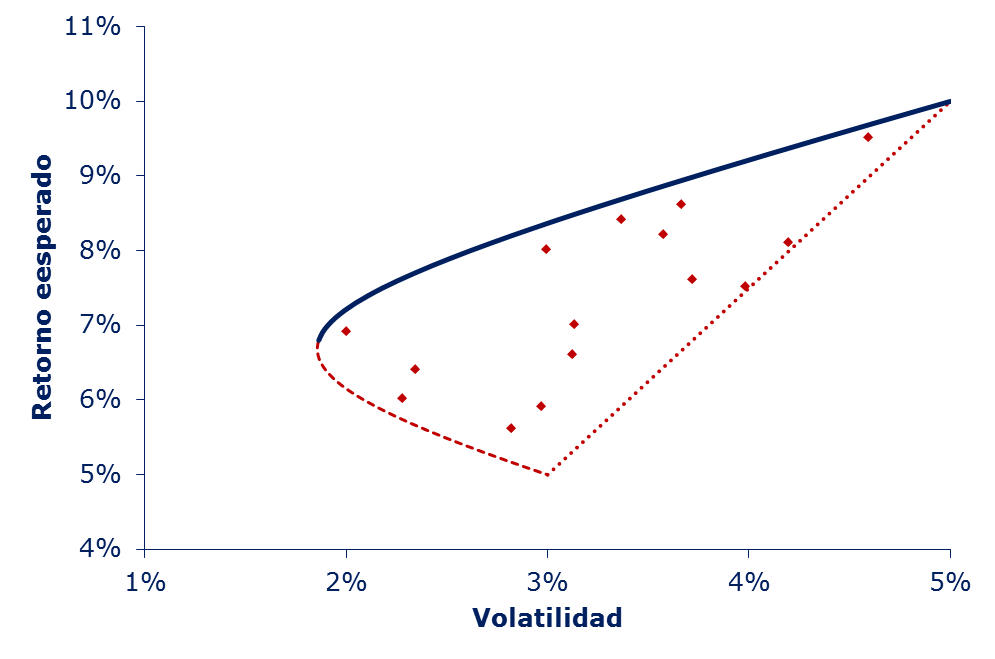 11%
10%
9%
8%
7%
6%
5%
4%
1% 2% 3% 4% 5%
Retorno eesperado
Volatilidad